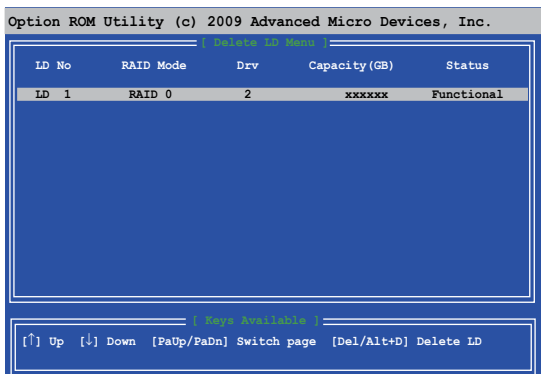 Option ROM Utility (c) 2009 Advanced Micro Devices, Inc.
[ Delete LD Menu ]
LD No RAID Mode Drv Capacity(GB) Status
LD 1 RAID 0 2 xxxxxx Functional
[ Keys Available ]
[↑] Up [↓] Down [PaUp/PaDn] Switch page [Del/Alt+D] Delete LD